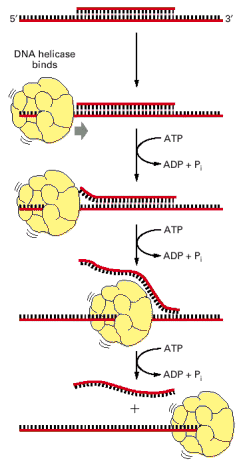 5′ 3′
DNA helicase
binds
ATP
ADP + Pi
ATP
ADP + Pi
ATP
ADP + Pi
+